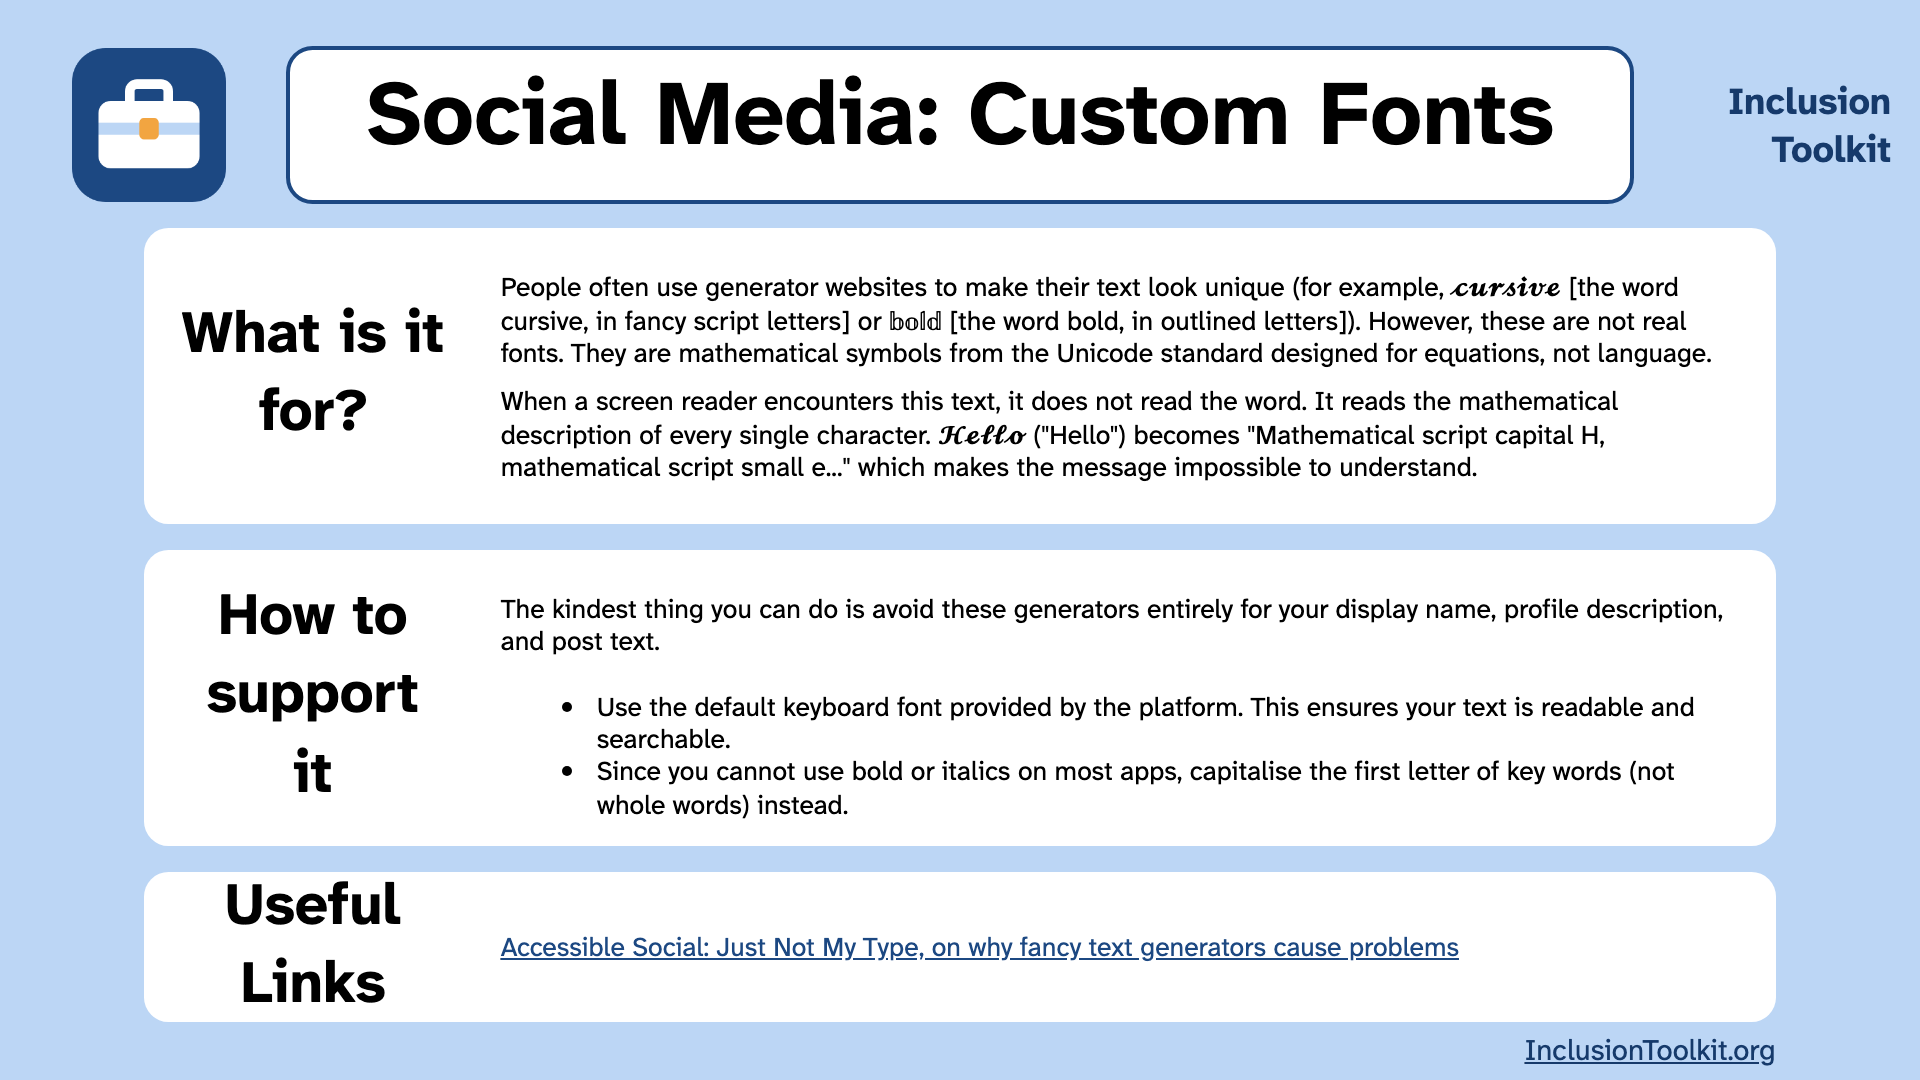 Social Media: Custom Fonts
Inclusion
Toolkit
What is it
for?
People often use generator websites to make their text look unique (for example, 𝓬𝓾𝓻𝓼𝓲𝓿𝓮 [the word
cursive, in fancy script letters] or 𝕓𝕠𝕝𝕕 [the word bold, in outlined letters]). However, these are not real
fonts. They are mathematical symbols from the Unicode standard designed for equations, not language.
When a screen reader encounters this text, it does not read the word. It reads the mathematical
description of every single character. 𝓗𝓮𝓵𝓵𝓸 ("Hello") becomes "Mathematical script capital H,
mathematical script small e..." which makes the message impossible to understand.
How to
support
it
The kindest thing you can do is avoid these generators entirely for your display name, profile description,
and post text.
• Use the default keyboard font provided by the platform. This ensures your text is readable and
searchable.
• Since you cannot use bold or italics on most apps, capitalise the first letter of key words (not
whole words) instead.
Useful
Links
Accessible Social: Just Not My Type, on why fancy text generators cause problems
InclusionToolkit.org